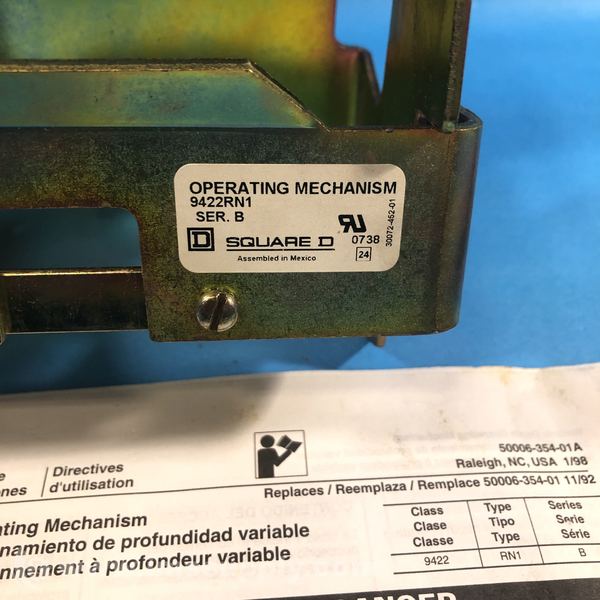 OPERATING MECHANISM
9422RN1
SER. B
D SQUARE D
0738
24
Assembled in Mexico
30072-452-01
50006-354-01A
Raleigh, NC, USA 1/98
Directives
d'utilisation
Replaces / Reemplaza / Remplace 50006-354-01 11/92
Mechanism
namiento de profundidad variable
nnement à profondeur variable
Class Type Series
Clase Tipo Serie
Classe Type Série
9422 RN1 B